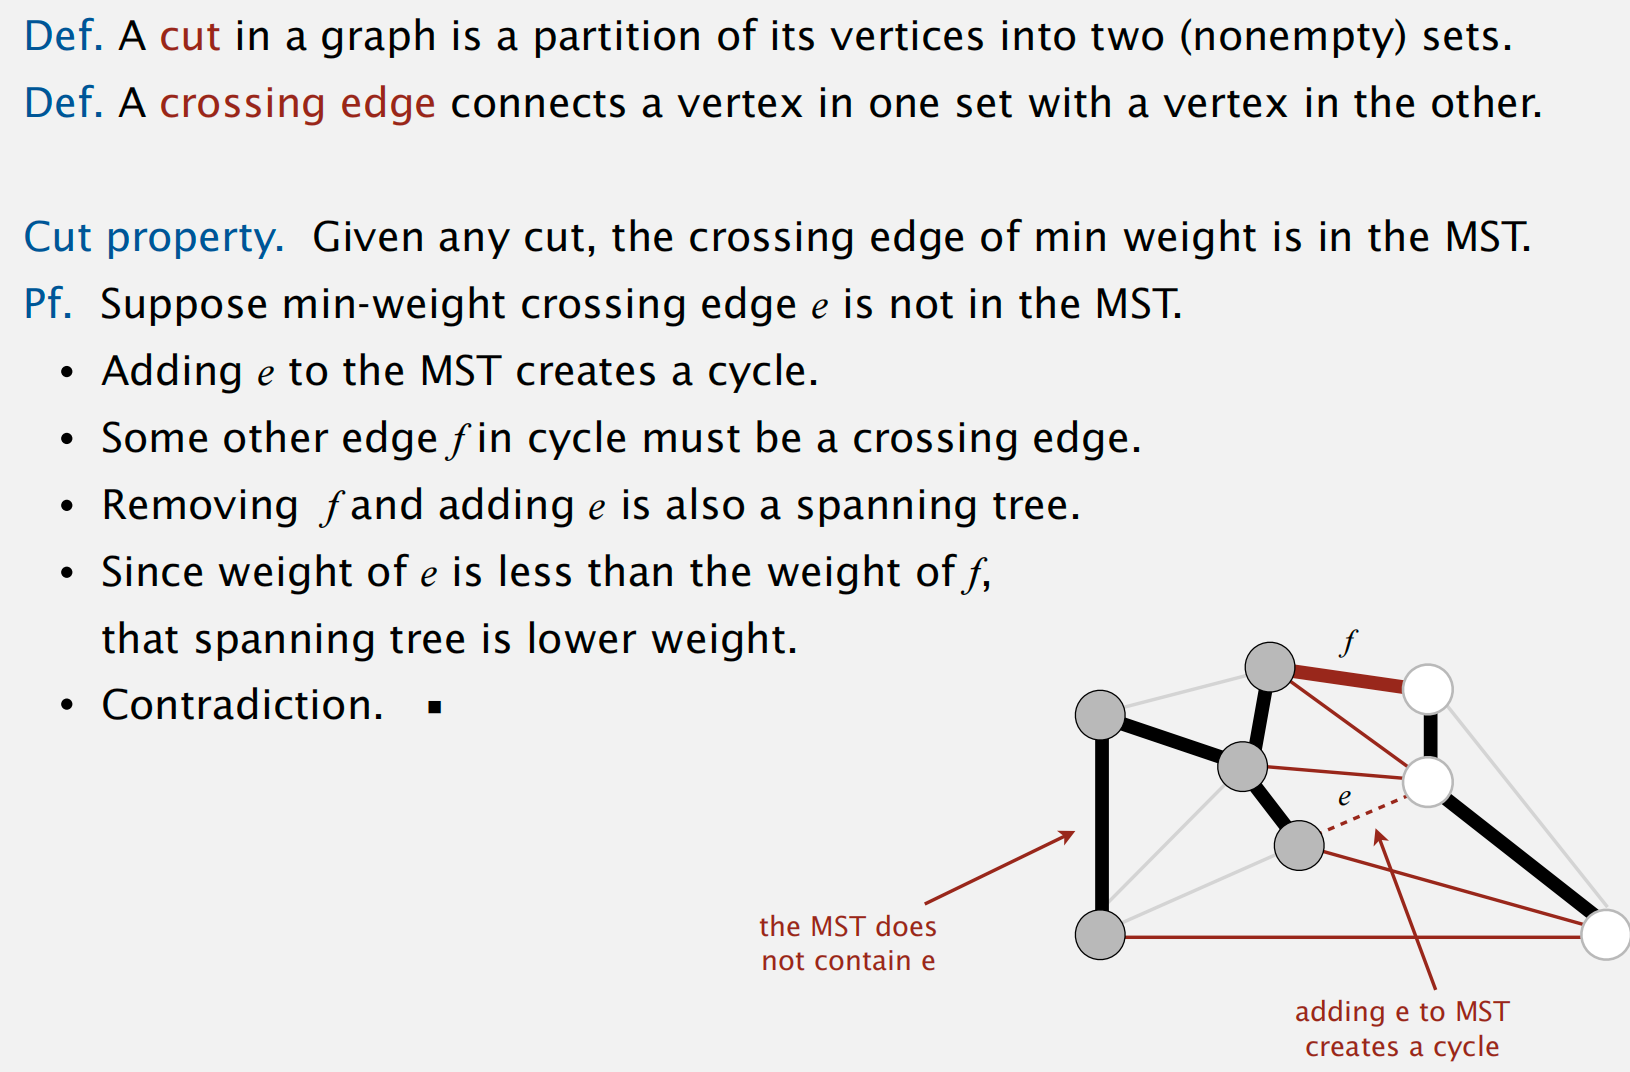 Def. A cut in a graph is a partition of its vertices into two (nonempty) sets.
Def. A crossing edge connects a vertex in one set with a vertex in the other.
Cut property. Given any cut, the crossing edge of min weight is in the MST.
Pf. Suppose min-weight crossing edge e is not in the MST.
• Adding e to the MST creates a cycle.
• Some other edge f in cycle must be a crossing edge.
• Removing f and adding e is also a spanning tree.
• Since weight of e is less than the weight of f,
that spanning tree is lower weight.
• Contradiction. ▪
f
e
the MST does
not contain e
adding e to MST
creates a cycle